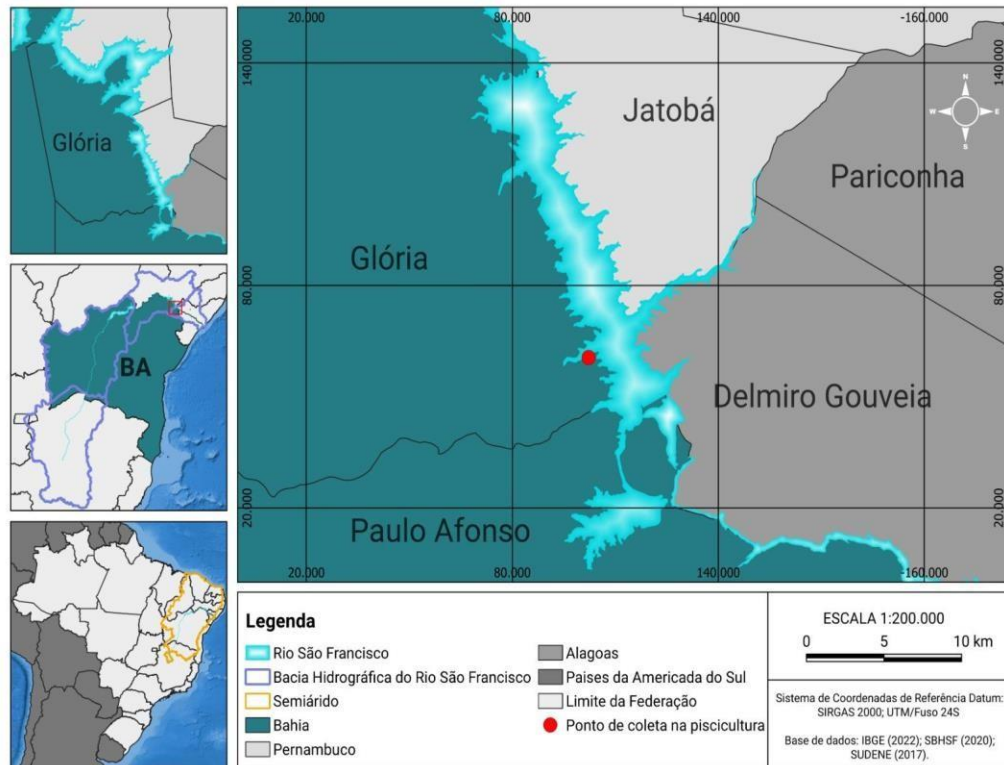 Glória
BA
20.000
80.000
140.000
-160.000
140.000
140.000
N
W
E
B
Jatobá
Pariconha
Glória
80.000
80.000
Delmiro Gouveia
20.000
20.000
Paulo Afonso
20.000
80.000
140.000
-160.000
Legenda
Rio São Francisco
Bacia Hidrográfica do Rio São Francisco
Semiárido
Bahia
Pernambuco
Alagoas
Paises da Americada do Sul
Limite da Federação
Ponto de coleta na piscicultura
ESCALA 1:200.000
0 5 10 km
Sistema de Coordenadas de Referência Datum:
SIRGAS 2000; UTM/Fuso 24S
Base de dados: IBGE (2022); SBHSF (2020);
SUDENE (2017).